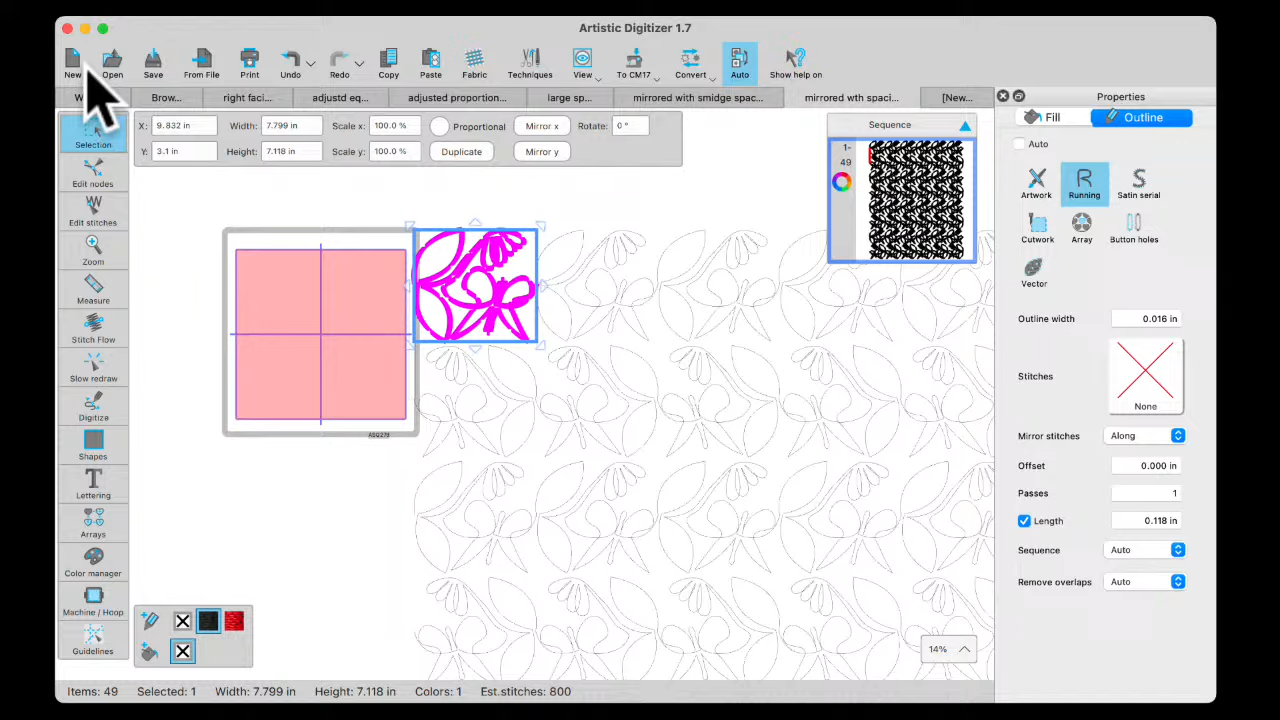 Artistic Digitizer 1.7
New Open Save From File Print Undo Redo Copy Paste Fabric Techniques View To CM17 Convert Auto Show help on
W Brow... right faci... adjustd eq... adjusted proportion... large sp... mirrored with smidge spac... mirrored wth spaci... [New... Properties
X: 9.832 in Width: 7.799 in Scale x: 100.0 % Proportional Mirror x Rotate: 0 °
Y: 3.1 in Height: 7.118 in Scale y: 100.0 % Duplicate Mirror y
Sequence
1-
49
Selection
Edit nodes
Edit stitches
Zoom
Measure
Stitch Flow
Slow redraw
Digitize
Shapes
Lettering
Arrays
Color manager
Machine / Hoop
Guidelines
ASQ279
14%
Fill Outline
Auto
Artwork Running Satin serial
Cutwork Array Button holes
Vector
Outline width 0.016 in
Stitches None
Mirror stitches Along
Offset 0.000 in
Passes 1
Length 0.118 in
Sequence Auto
Remove overlaps Auto
Items: 49 Selected: 1 Width: 7.799 in Height: 7.118 in Colors: 1 Est.stitches: 800